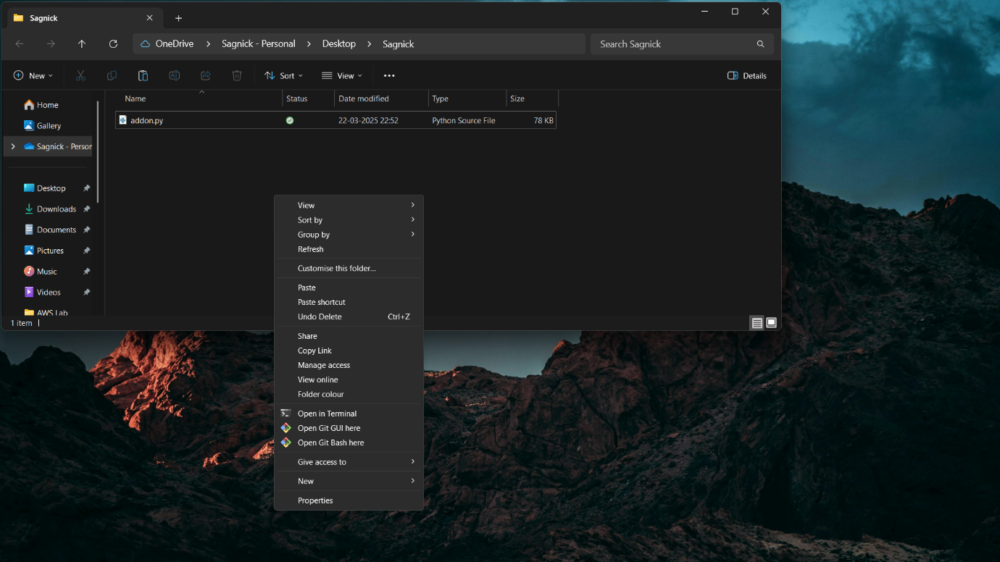 Sagnick
OneDrive > Sagnick - Personal > Desktop > Sagnick
Search Sagnick
New Sort View ••• Details
Home
Gallery
Sagnick - Person
Desktop
Downloads
Documents
Pictures
Music
Videos
AWS Lab
Name Status Date modified Type Size
addon.py 22-03-2025 22:52 Python Source File 78 KB
View
Sort by
Group by
Refresh
Customise this folder...
Paste
Paste shortcut
Undo Delete Ctrl+Z
Share
Copy Link
Manage access
View online
Folder colour
Open in Terminal
Open Git GUI here
Open Git Bash here
Give access to
New
Properties
1 item